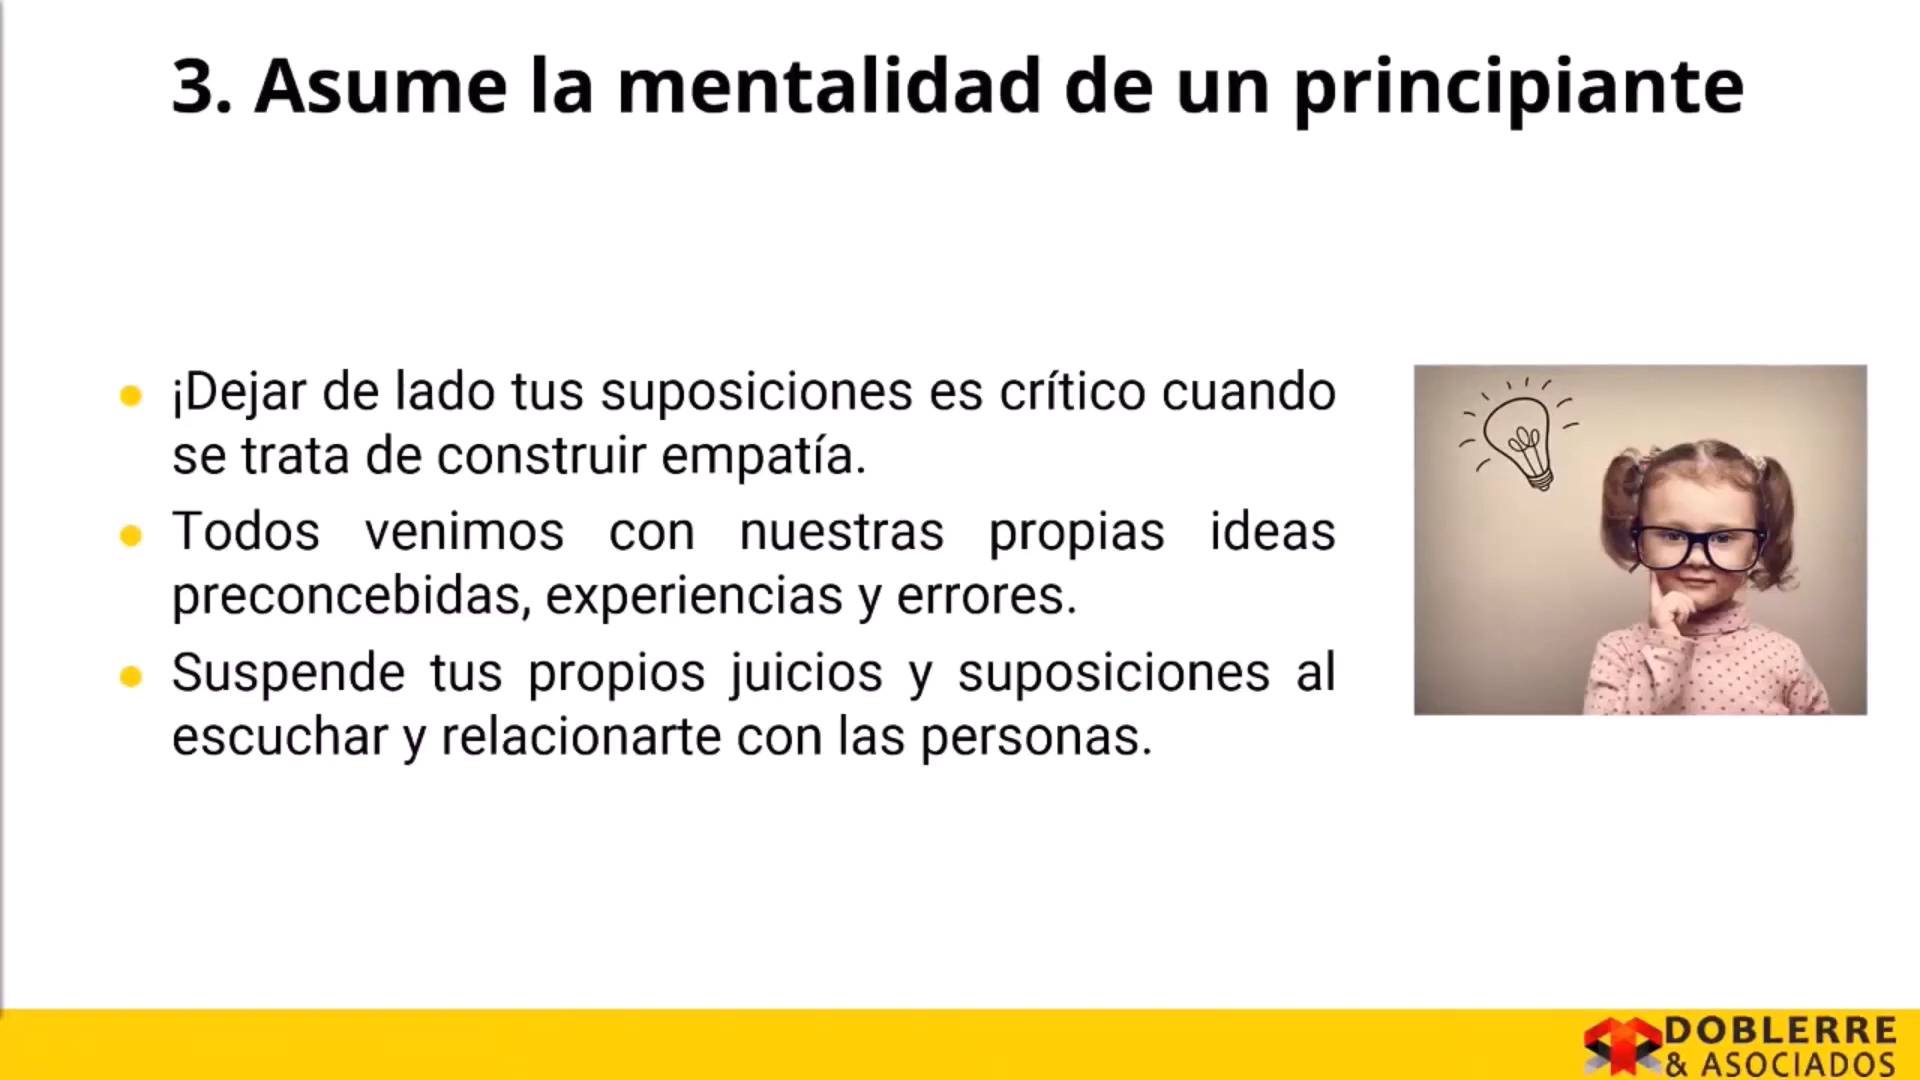 3. Asume la mentalidad de un principiante
¡Dejar de lado tus suposiciones es crítico cuando
se trata de construir empatía.
Todos venimos con nuestras propias ideas
preconcebidas, experiencias y errores.
Suspende tus propios juicios y suposiciones al
escuchar y relacionarte con las personas.
DOBLERRE
& ASOCIADOS